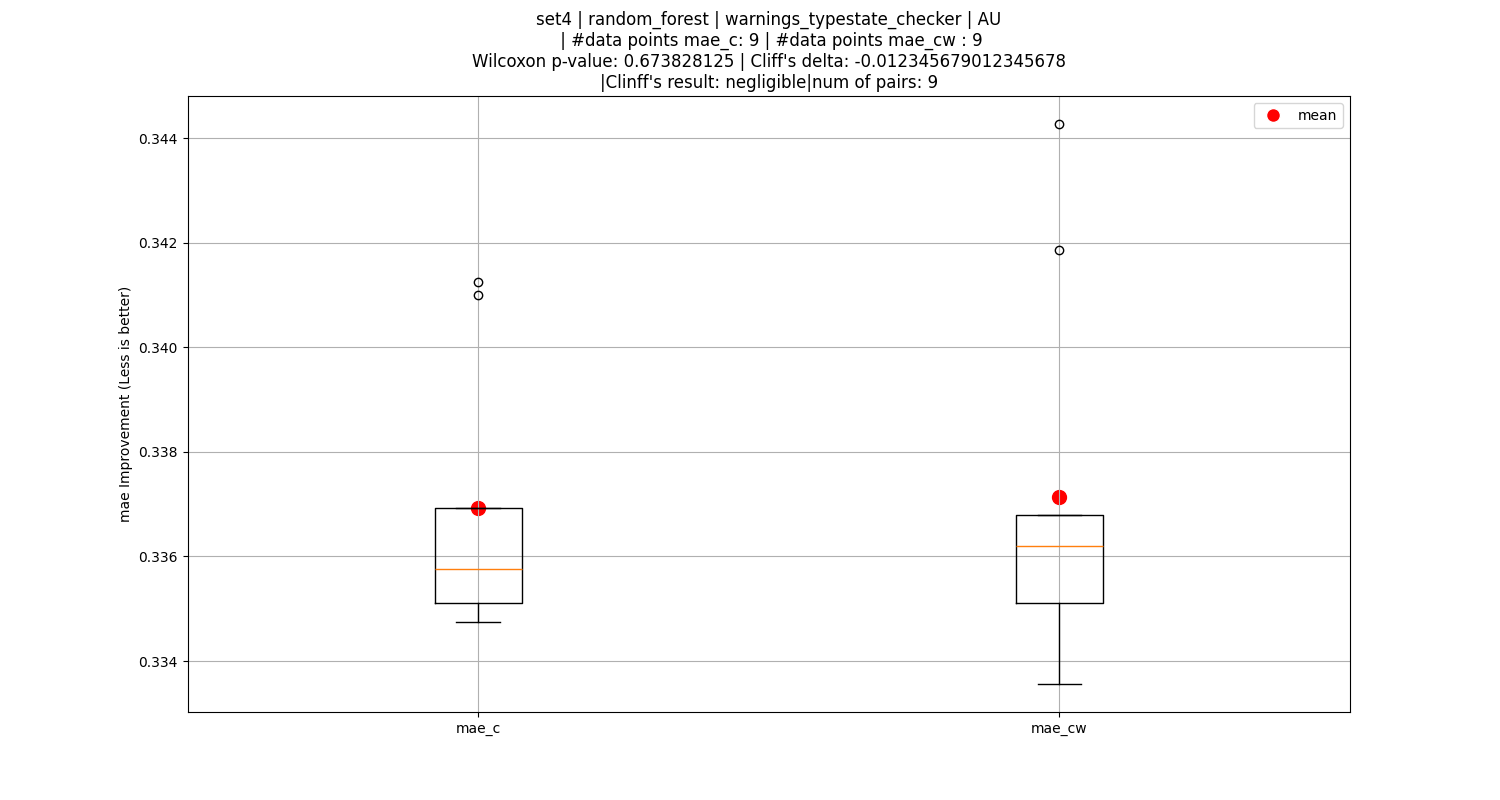 set4 | random_forest | warnings_typestate_checker | AU
| #data points mae_c: 9 | #data points mae_cw : 9
Wilcoxon p-value: 0.673828125 | Cliff's delta: -0.012345679012345678
|Clinff's result: negligible|num of pairs: 9
mean
0.344
0.342
0.340
0.338
0.336
0.334
mae Improvement (Less is better)
mae_c
mae_cw